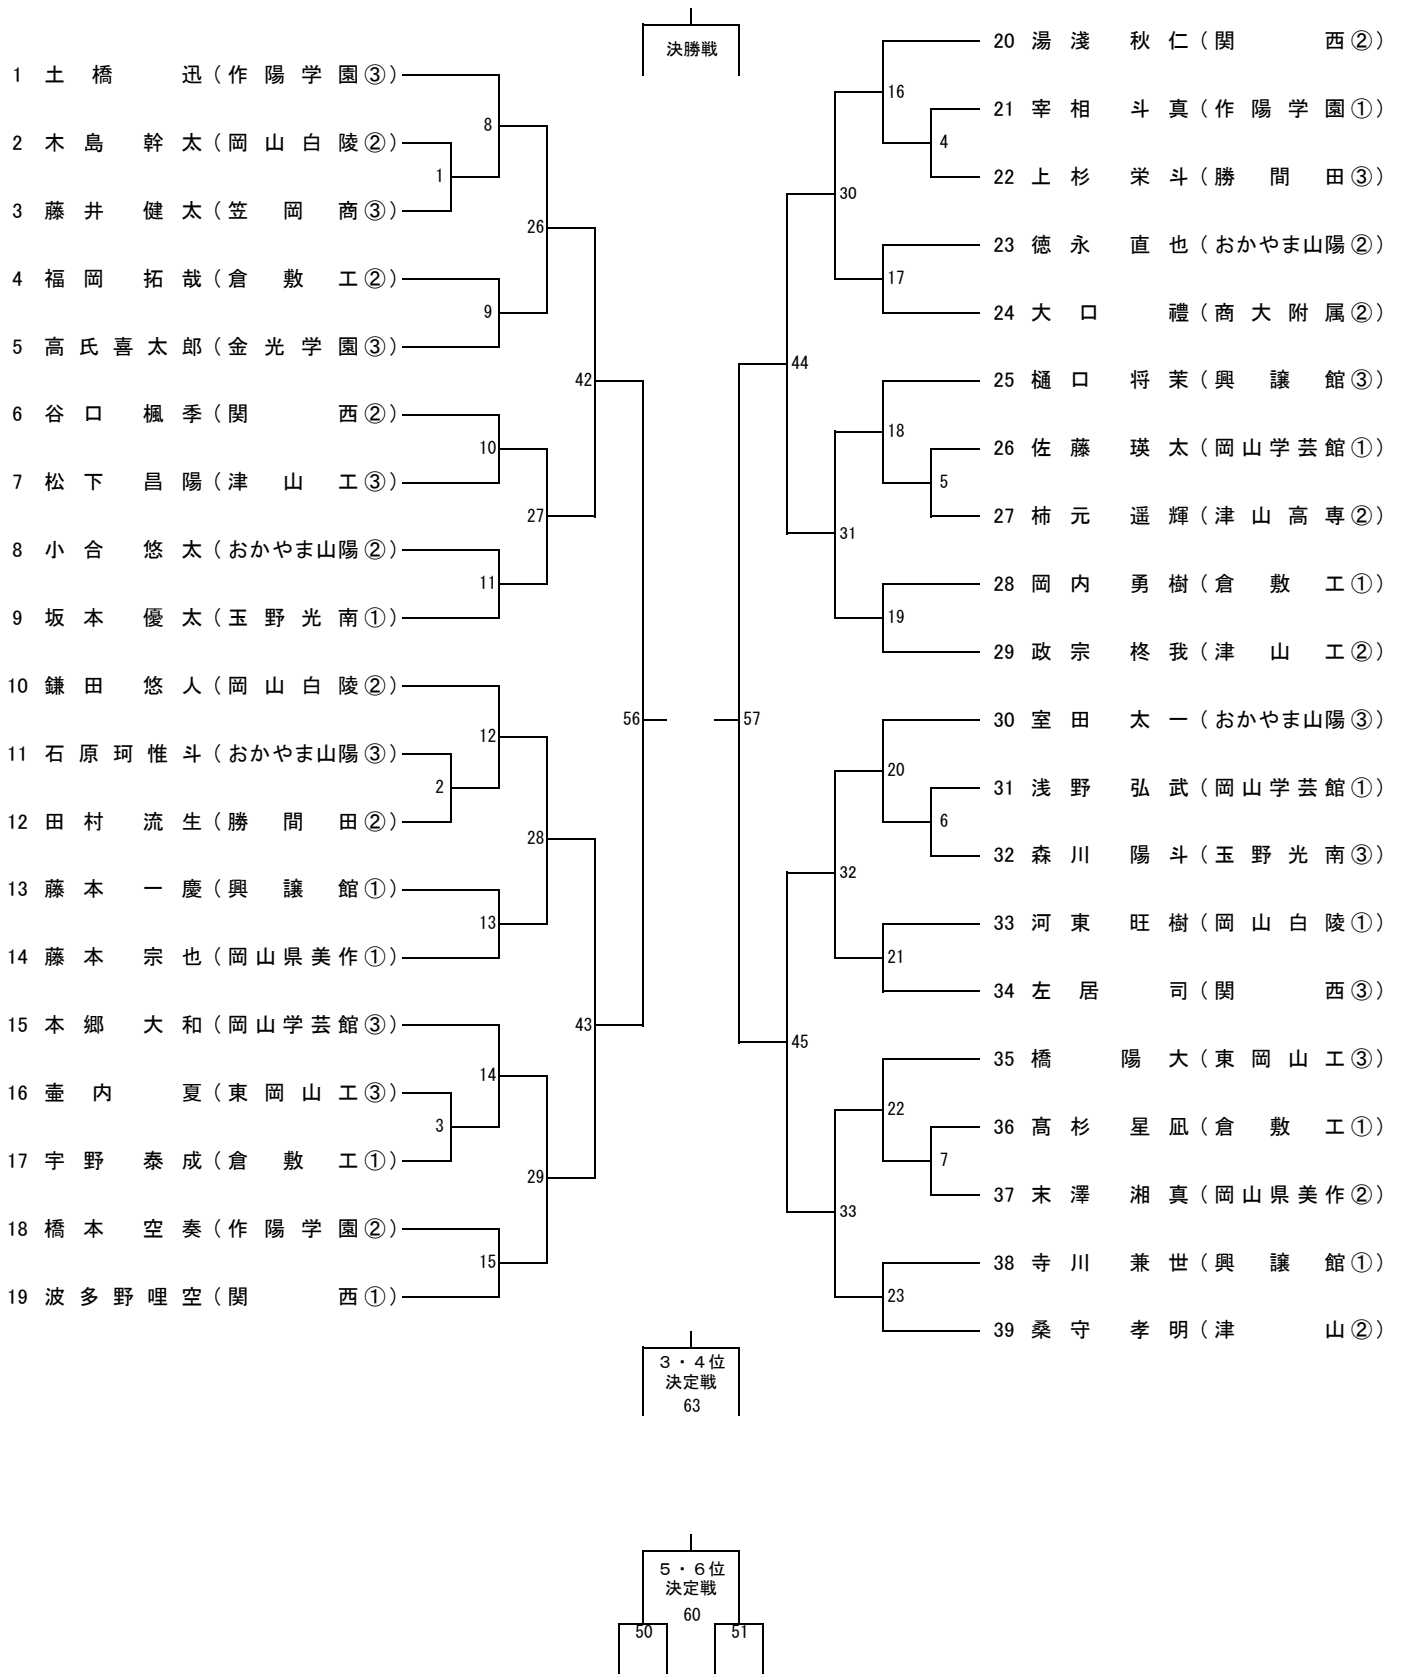 決勝戦
1 土橋 迅(作陽学園③)
2 木島 幹太(岡山白陵②)
3 藤井 健太(笠岡商③)
4 福岡 拓哉(倉敷工②)
5 高氏喜太郎(金光学園③)
6 谷口 楓季(関西②)
7 松下 昌陽(津山工③)
8 小合 悠太(おかやま山陽②)
9 坂本 優太(玉野光南①)
10 鎌田 悠人(岡山白陵②)
11 石原珂惟斗(おかやま山陽③)
12 田村 流生(勝間田②)
13 藤本 一慶(興譲館①)
14 藤本 宗也(岡山県美作①)
15 本郷 大和(岡山学芸館③)
16 壷内 夏(東岡山工③)
17 宇野 泰成(倉敷工①)
18 橋本 空奏(作陽学園②)
19 波多野哩空(関西①)
1
2
3
8
9
10
11
12
13
14
15
26
27
28
29
42
43
56
57
44
45
30
31
32
33
16
17
18
19
20
21
22
23
4
5
6
7
20 湯淺 秋仁(関西②)
21 宰相 斗真(作陽学園①)
22 上杉 栄斗(勝間田③)
23 徳永 直也(おかやま山陽②)
24 大口 禮(商大附属②)
25 樋口 将茉(興譲館③)
26 佐藤 瑛太(岡山学芸館①)
27 柿元 遥輝(津山高専②)
28 岡内 勇樹(倉敷工①)
29 政宗 柊我(津山工②)
30 室田 太一(おかやま山陽③)
31 浅野 弘武(岡山学芸館①)
32 森川 陽斗(玉野光南③)
33 河東 旺樹(岡山白陵①)
34 左居 司(関西③)
35 橋 陽大(東岡山工③)
36 髙杉 星凪(倉敷工①)
37 末澤 湘真(岡山県美作②)
38 寺川 兼世(興譲館①)
39 桑守 孝明(津山②)
3・4位
決定戦
63
5・6位
決定戦
60
50 51